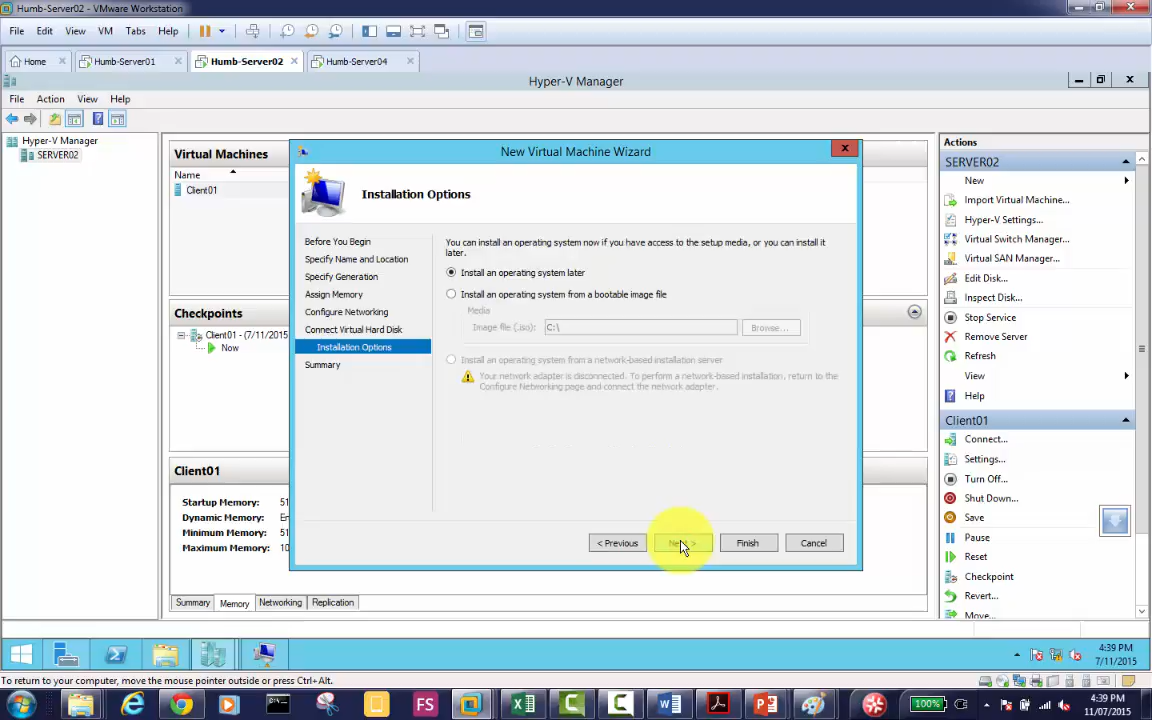 Humb-Server02 - VMware Workstation
File Edit View VM Tabs Help
Home Humb-Server01 Humb-Server02 Humb-Server04
Hyper-V Manager
File Action View Help
Hyper-V Manager
SERVER02
Virtual Machines
Name
Client01
Checkpoints
Client01 - (7/11/2015
Now
Client01
Startup Memory: 51
Dynamic Memory: En
Minimum Memory: 51
Maximum Memory: 10
Summary Memory Networking Replication
New Virtual Machine Wizard
Installation Options
Before You Begin
Specify Name and Location
Specify Generation
Assign Memory
Configure Networking
Connect Virtual Hard Disk
Installation Options
Summary
You can install an operating system now if you have access to the setup media, or you can install it
later.
Install an operating system later
Install an operating system from a bootable image file
Media
Image file (.iso): C:\ Browse...
Install an operating system from a network-based installation server
Your network adapter is disconnected. To perform a network-based installation, return to the
Configure Networking page and connect the network adapter.
< Previous Next > Finish Cancel
Actions
SERVER02
New
Import Virtual Machine...
Hyper-V Settings...
Virtual Switch Manager...
Virtual SAN Manager...
Edit Disk...
Inspect Disk...
Stop Service
Remove Server
Refresh
View
Help
Client01
Connect...
Settings...
Turn Off...
Shut Down...
Save
Pause
Reset
Checkpoint
Revert...
Move...
4:39 PM
7/11/2015
To return to your computer, move the mouse pointer outside or press Ctrl+Alt.
FS
100%
4:39 PM
11/07/2015